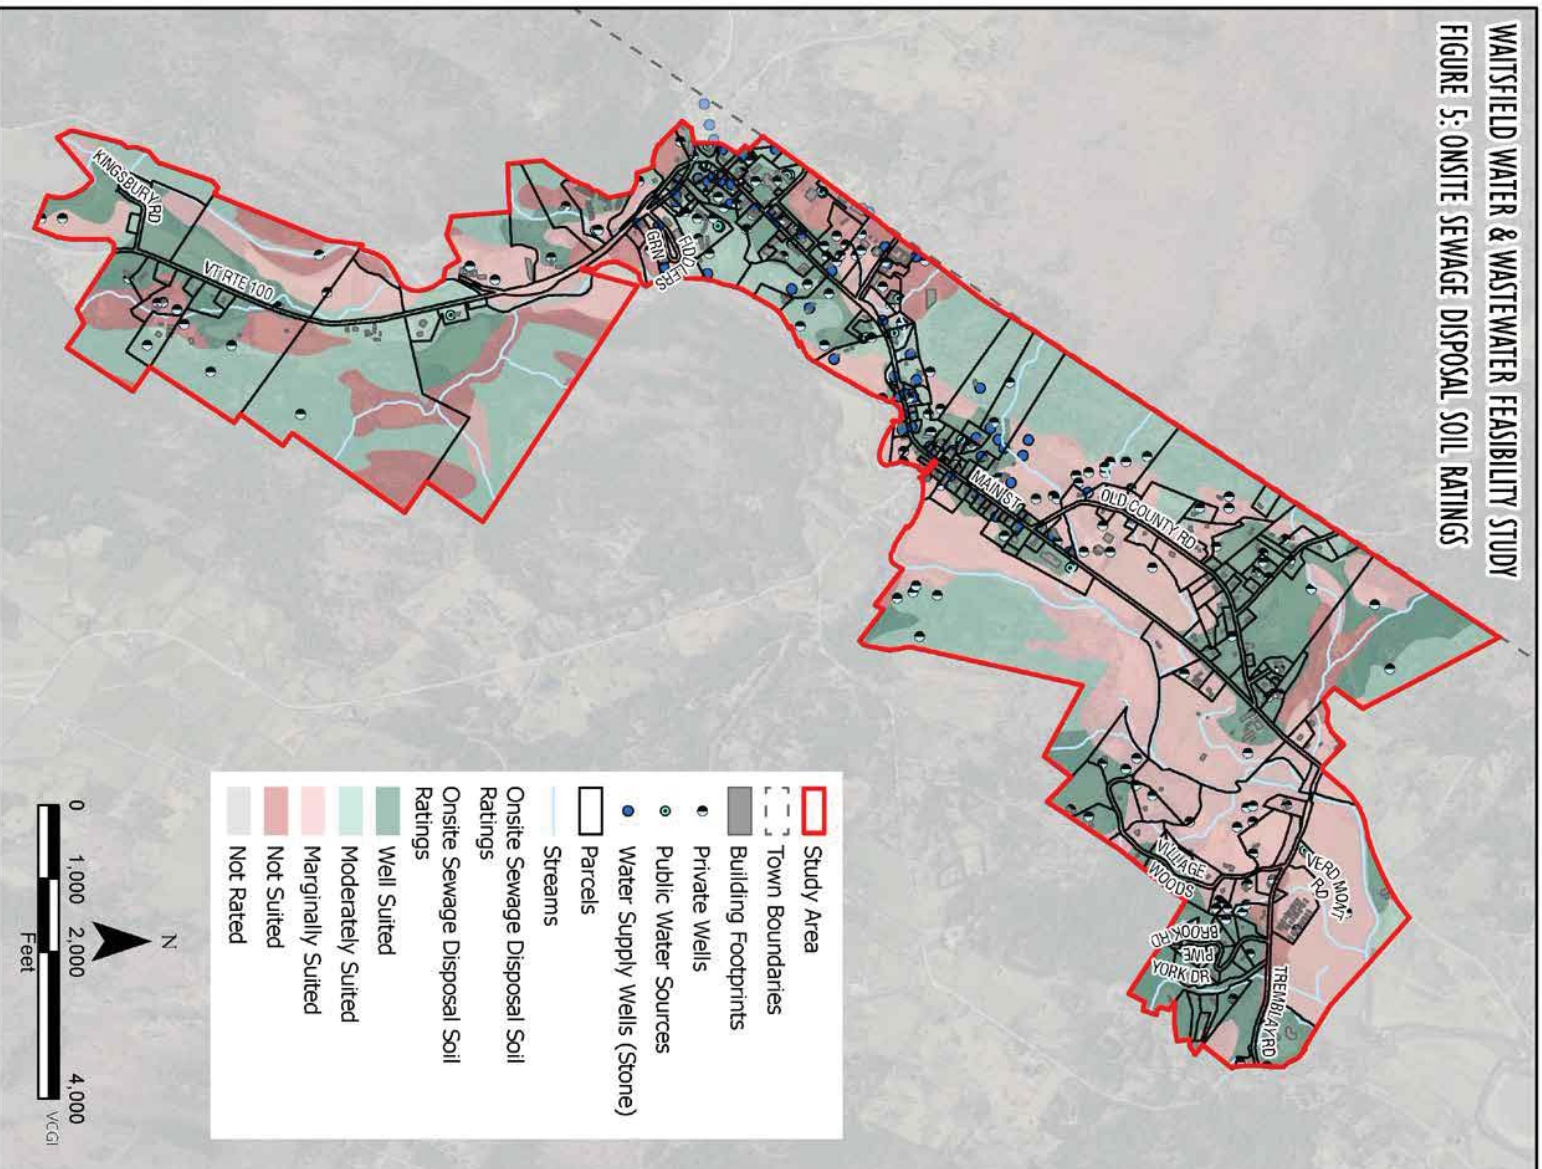 WAITSFIELD WATER & WASTEWATER FEASIBILITY STUDY
FIGURE 5: ONSITE SEWAGE DISPOSAL SOIL RATINGS
KINGSBURY RD
VT RTE 100
FIDDLERS
GRN
MAIN ST
OLD COUNTY RD
VILLAGE
WOODS
VERD MONT
RD
BROOK RD
PINE
YORK DR
TREMBLAY RD
Study Area
Town Boundaries
Building Footprints
Private Wells
Public Water Sources
Water Supply Wells (Stone)
Parcels
Streams
Onsite Sewage Disposal Soil
Ratings
Onsite Sewage Disposal Soil
Ratings
Well Suited
Moderately Suited
Marginally Suited
Not Suited
Not Rated
N
0 1,000 2,000 4,000
Feet
VCGI